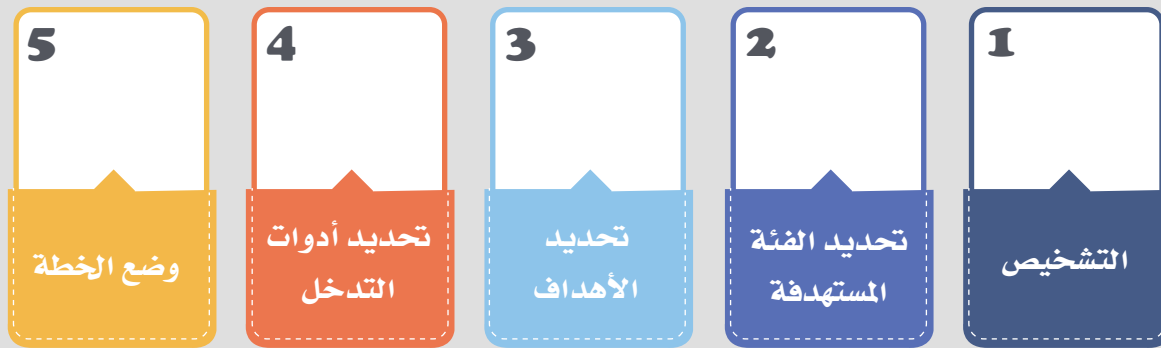 1
التشخيص
2
تحديد الفئة
المستهدفة
3
تحديد
الأهداف
4
تحديد أدوات
التدخل
5
وضع الخطة